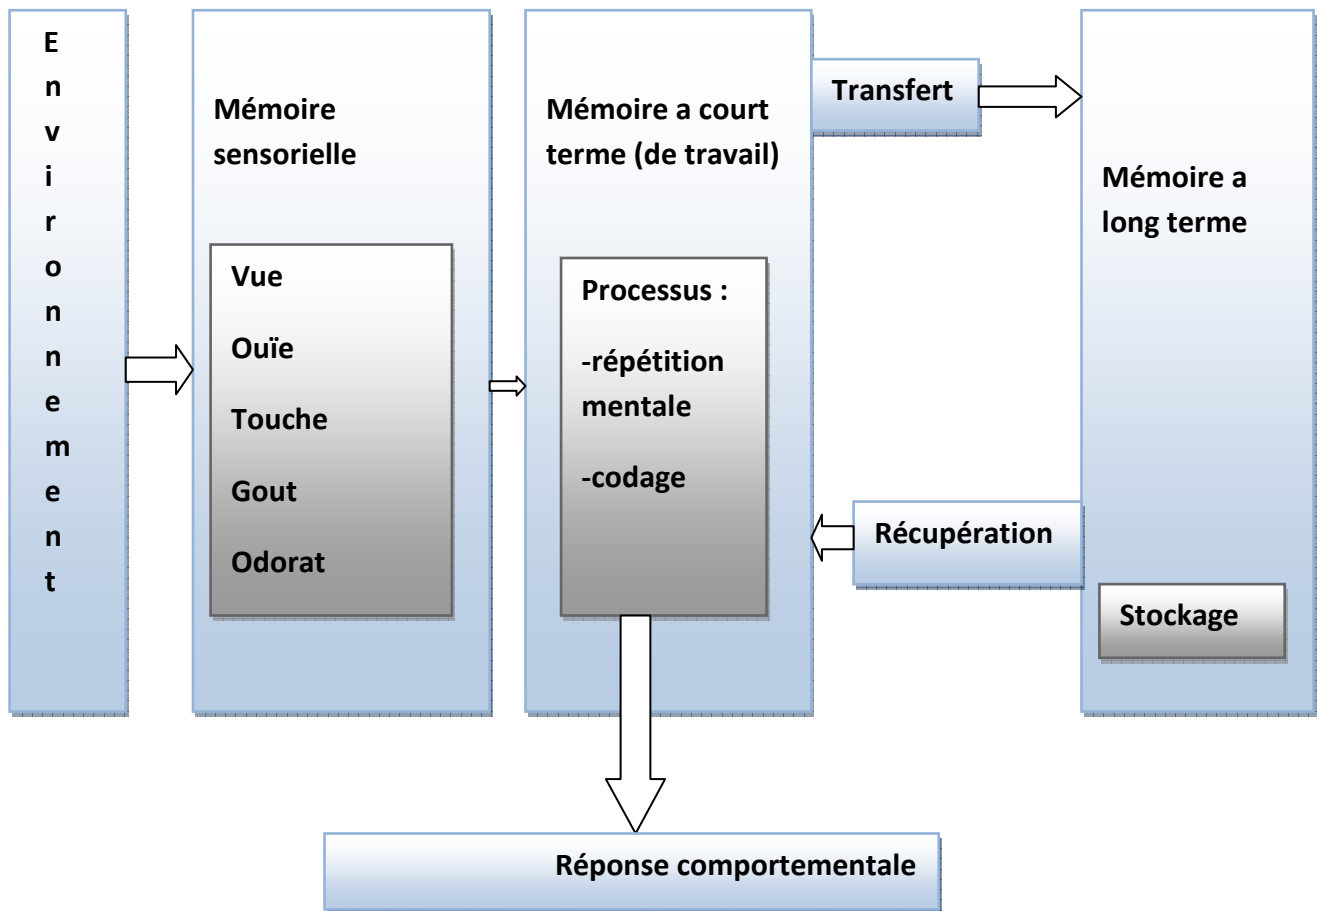 Environnement
Mémoire
sensorielle
Vue
Ouïe
Touche
Gout
Odorat
Mémoire a court
terme (de travail)
Processus :
-répétition
mentale
-codage
Transfert
Récupération
Mémoire a
long terme
Stockage
Réponse comportementale